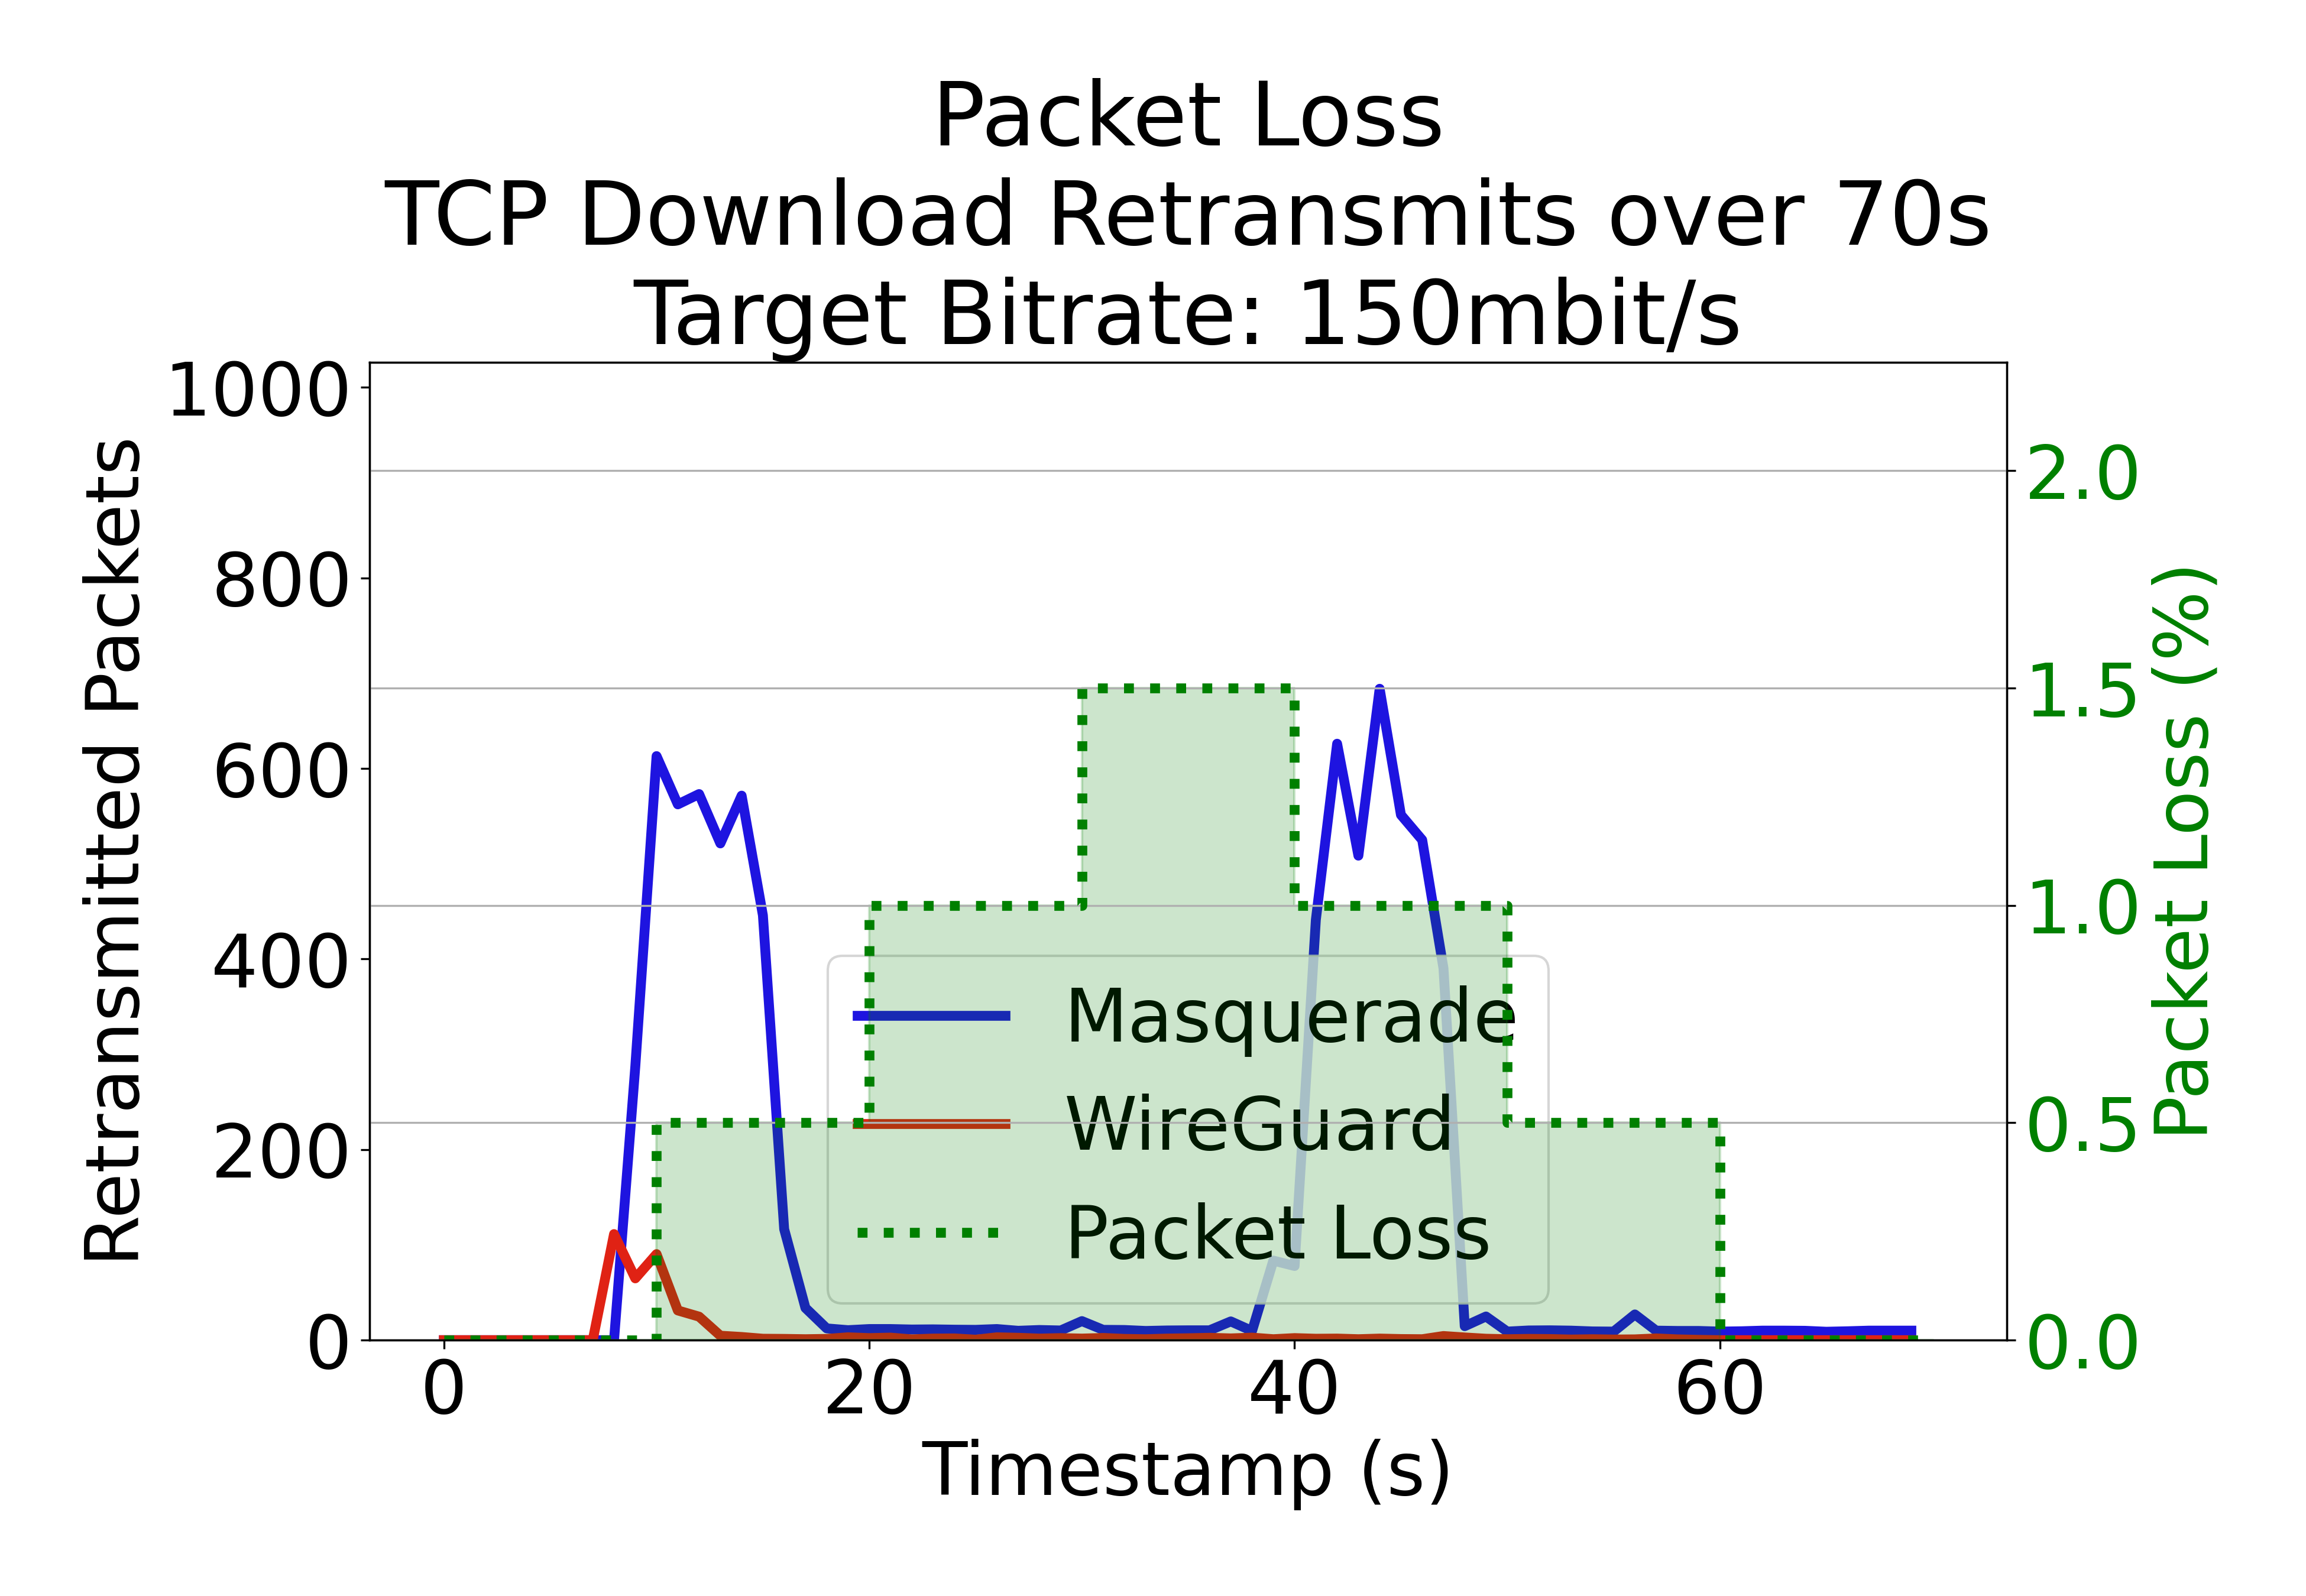 Packet Loss
TCP Download Retransmits over 70s
Target Bitrate: 150mbit/s
1000
800
600
400
200
0
Retransmitted Packets
2.0
1.5
1.0
0.5
0.0
Packet Loss (%)
Masquerade
WireGuard
Packet Loss
0 20 40 60
Timestamp (s)